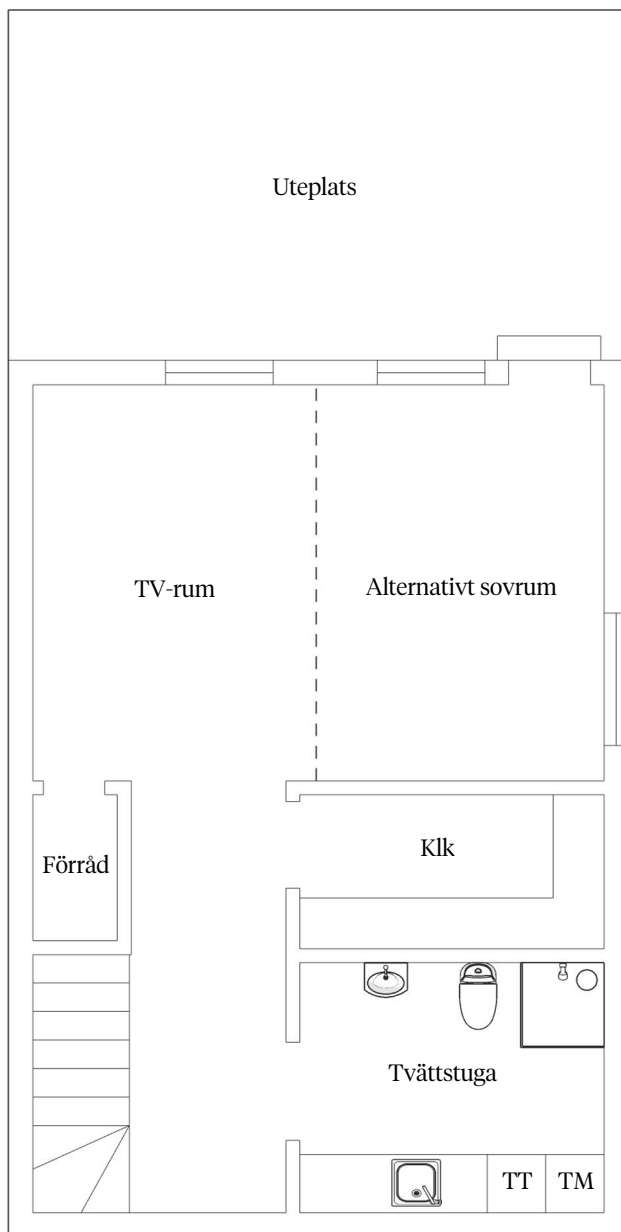 Uteplats
TV-rum
Alternativt sovrum
Förråd
Klk
Tvättstuga
TT
TM